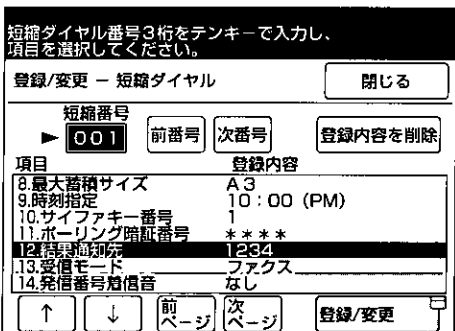 短縮ダイヤル番号3桁をテンキーで入力し、
項目を選択してください。
登録/変更 － 短縮ダイヤル
閉じる
短縮番号
► 001
前番号
次番号
登録内容を削除
項目 登録内容
8.最大蓄積サイズ A3
9.時刻指定 10：00 (PM)
10.サイファキー番号 1
11.ポーリング暗証番号 ＊＊＊＊
12.結果通知先 1234
13.受信モード ファクス
14.発信番号着信音 なし
↑
↓
前ページ
次ページ
登録/変更